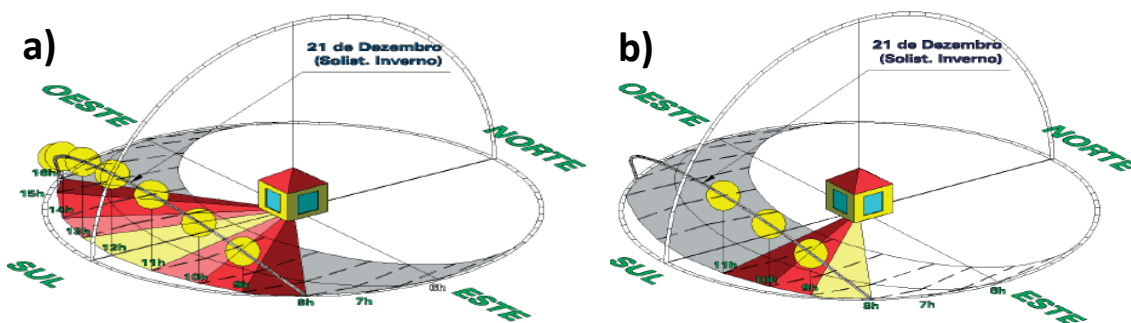 a)
21 de Dezembro
(Solist. Inverno)
OESTE
NORTE
16h
15h
14h
13h
12h
11h
10h
9h
8h
7h
6h
SUL
ESTE
b)
21 de Dezembro
(Solist. Inverno)
OESTE
NORTE
11h
10h
9h
8h
7h
6h
SUL
ESTE